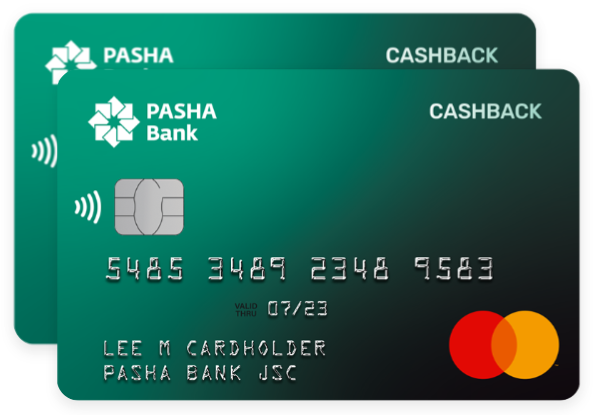 PASHA
CASHBACK
PASHA
Bank
CASHBACK
5485 3489 2348 9583
VALID
THRU
07/23
LEE M CARDHOLDER
PASHA BANK JSC